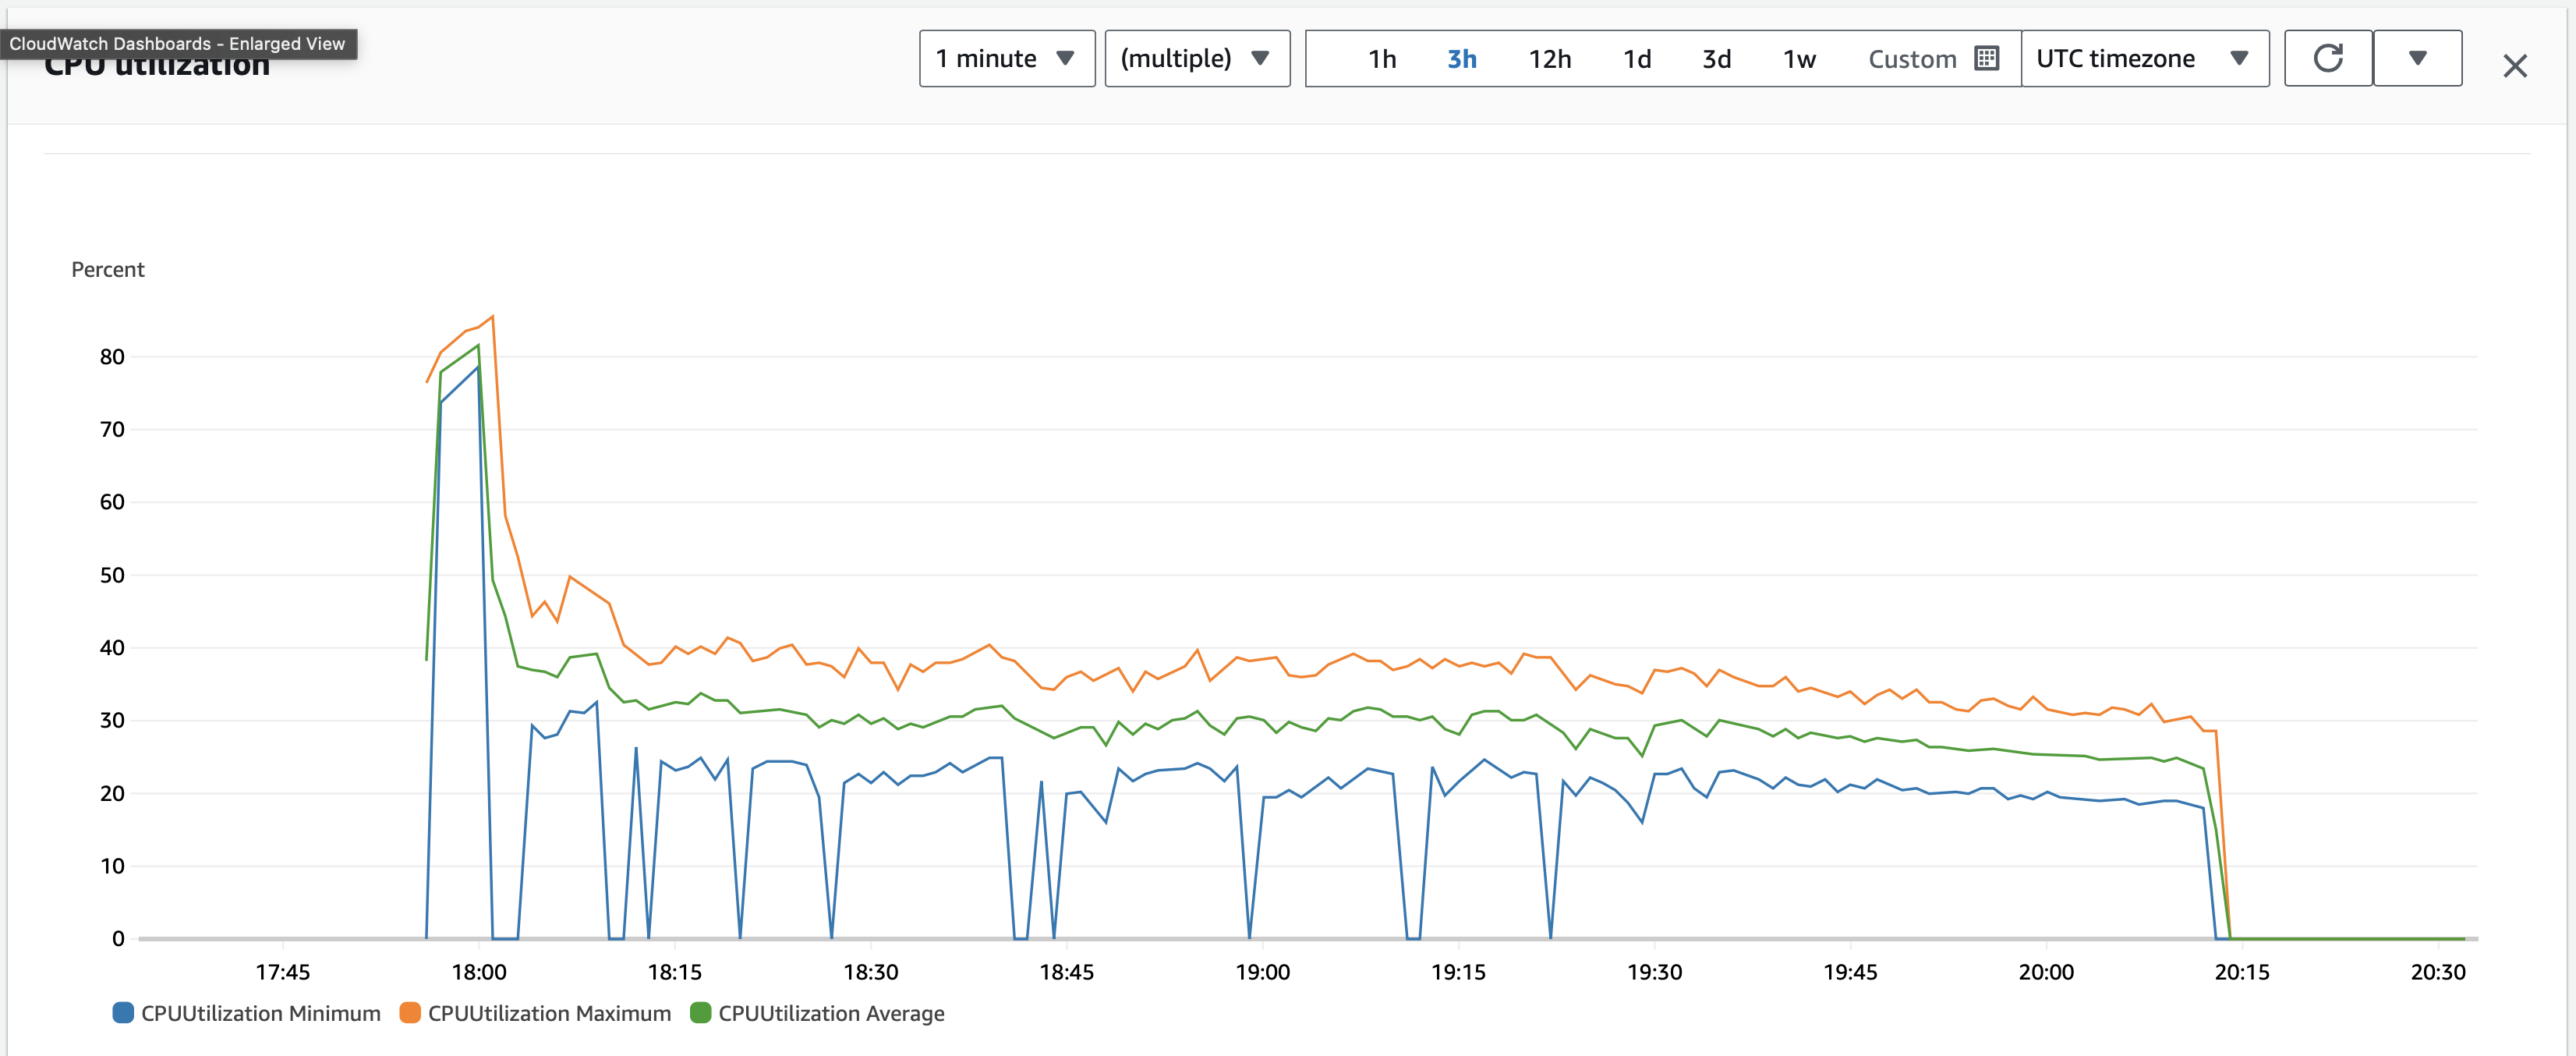 CloudWatch Dashboards - Enlarged View
CPU utilization
1 minute
(multiple)
1h 3h 12h 1d 3d 1w Custom
UTC timezone
Percent
80
70
60
50
40
30
20
10
0
17:45 18:00 18:15 18:30 18:45 19:00 19:15 19:30 19:45 20:00 20:15 20:30
CPUUtilization Minimum CPUUtilization Maximum CPUUtilization Average